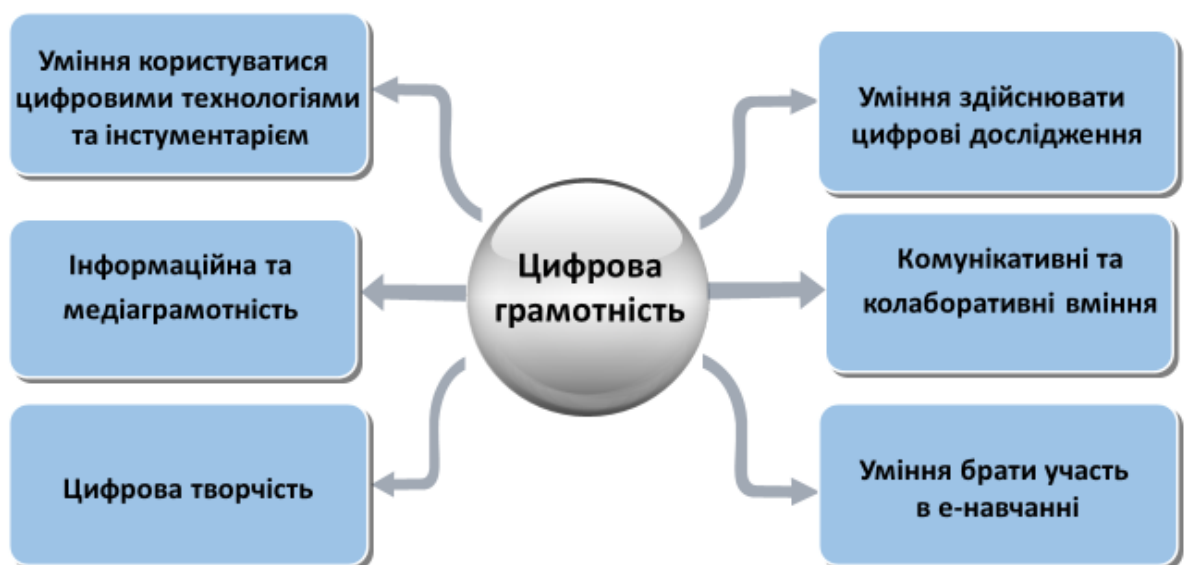 Уміння користуватися
цифровими технологіями
та інстументарієм
Інформаційна та
медіаграмотність
Цифрова творчість
Цифрова
грамотність
Уміння здійснювати
цифрові дослідження
Комунікативні та
колаборативні вміння
Уміння брати участь
в е-навчанні